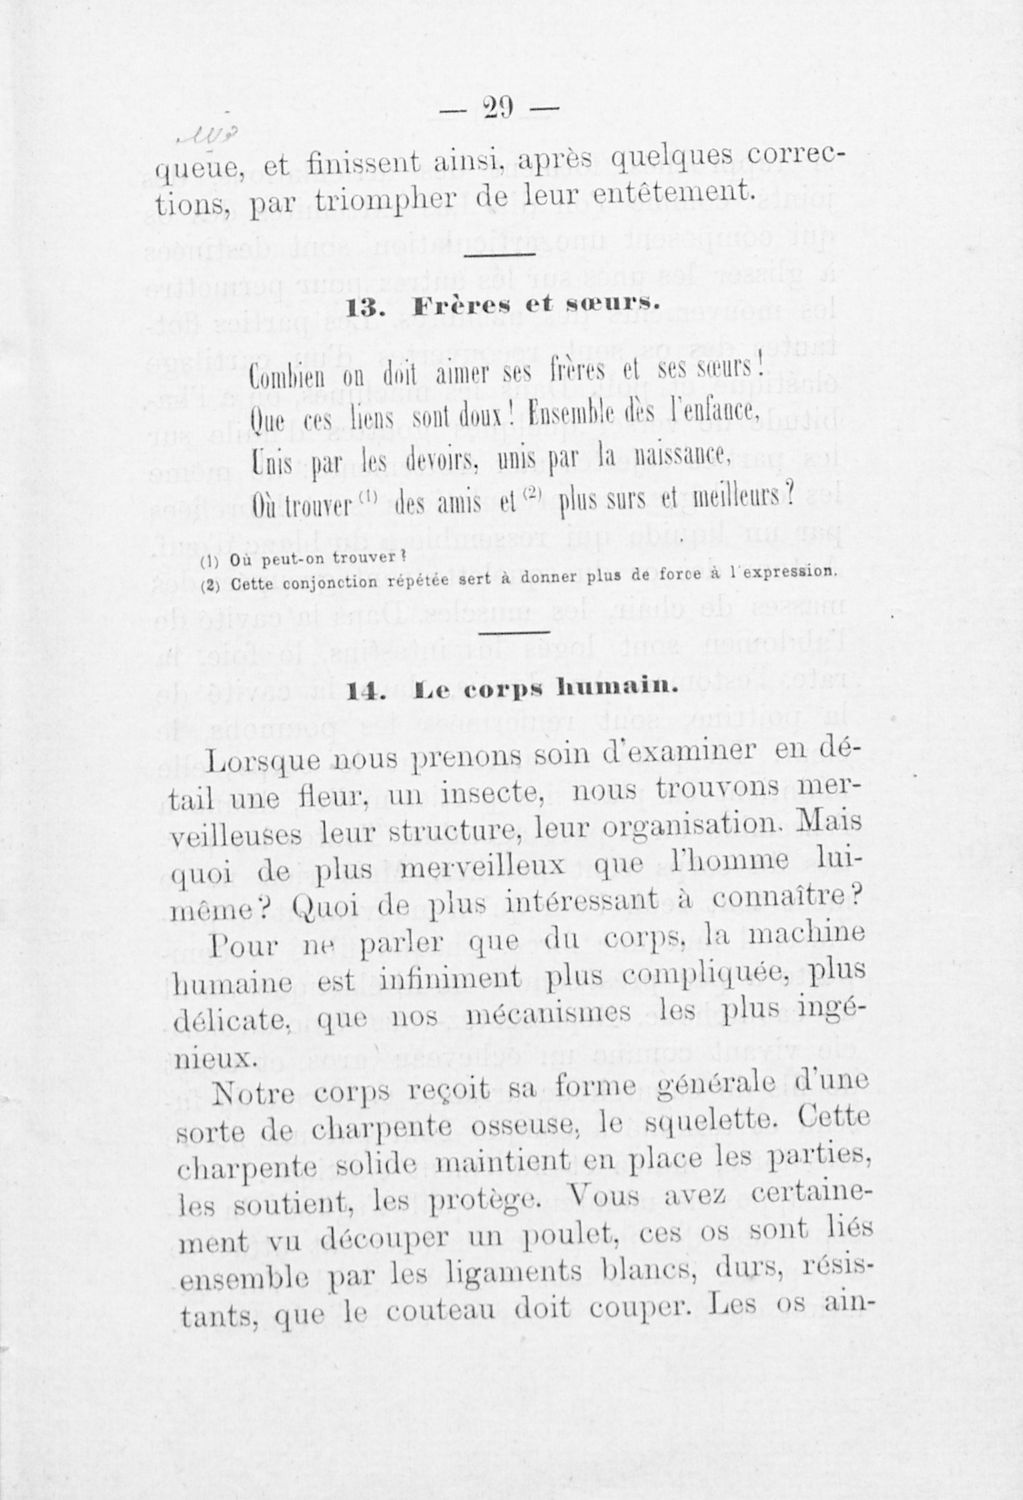 — 29 —
queue, et finissent ainsi, après quelques correc-
tions, par triompher de leur entêtement.
13. Frères et sœurs.
Combien on doit aimer ses frères et ses sœurs !
Que ces liens sont doux ! Ensemble dès l'enfance,
Unis par les devoirs, unis par la naissance,
Où trouver (1) des amis et (2) plus surs et meilleurs ?
(1) Où peut-on trouver ?
(2) Cette conjonction répétée sert à donner plus de force à l'expression.
14. Le corps humain.
Lorsque nous prenons soin d'examiner en dé-
tail une fleur, un insecte, nous trouvons mer-
veilleuses leur structure, leur organisation. Mais
quoi de plus merveilleux que l'homme lui-
même? Quoi de plus intéressant à connaître?
Pour ne parler que du corps, la machine
humaine est infiniment plus compliquée, plus
délicate, que nos mécanismes les plus ingé-
nieux.
Notre corps reçoit sa forme générale d'une
sorte de charpente osseuse, le squelette. Cette
charpente solide maintient en place les parties,
les soutient, les protège. Vous avez certaine-
ment vu découper un poulet, ces os sont liés
ensemble par les ligaments blancs, durs, résis-
tants, que le couteau doit couper. Les os ain-